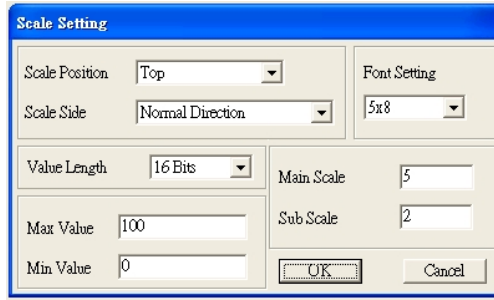 Scale Setting
Scale Position Top
Font Setting
Scale Side Normal Direction
5x8
Value Length 16 Bits
Main Scale 5
Sub Scale 2
Max Value 100
Min Value 0
OK Cancel